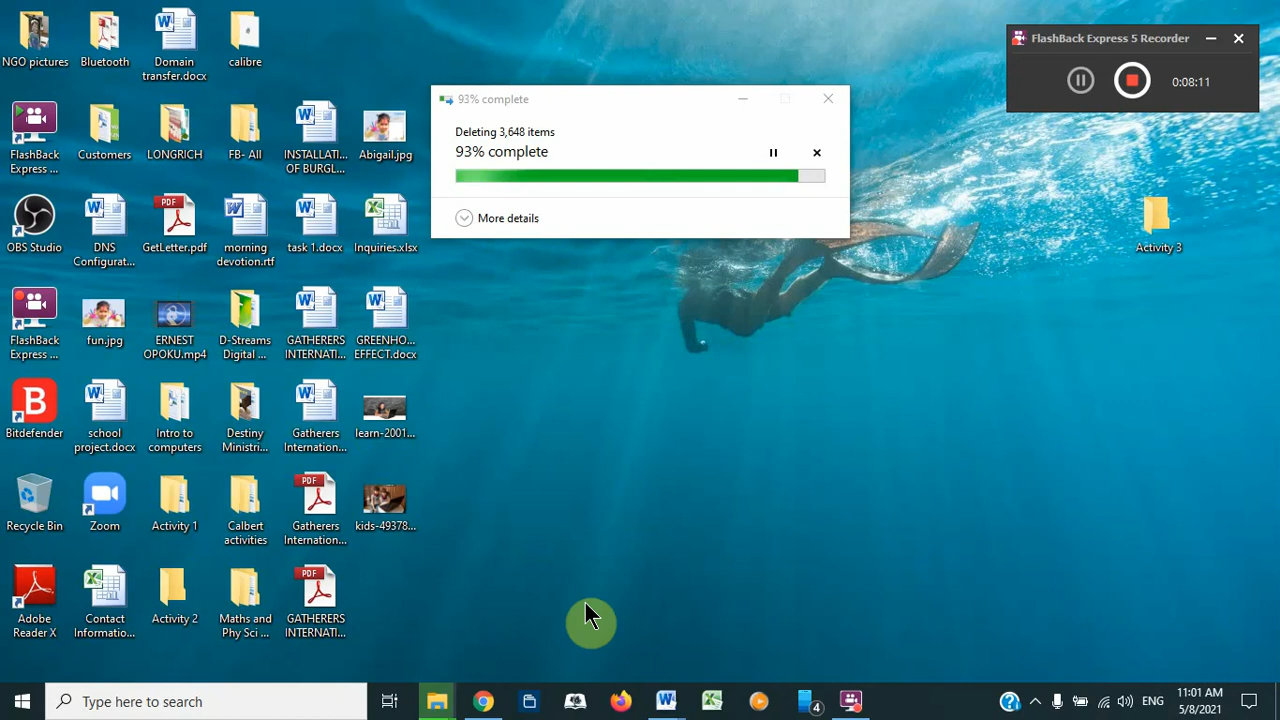 NGO pictures
Bluetooth
Domain
transfer.docx
calibre
FlashBack
Express ...
Customers
LONGRICH
FB- All
INSTALLATI...
OF BURGL...
Abigail.jpg
OBS Studio
DNS
Configurat...
GetLetter.pdf
morning
devotion.rtf
task 1.docx
Inquiries.xlsx
FlashBack
Express ...
fun.jpg
ERNEST
OPOKU.mp4
D-Streams
Digital ...
GATHERERS
INTERNATI...
GREENHO...
EFFECT.docx
Bitdefender
school
project.docx
Intro to
computers
Destiny
Ministri...
Gatherers
Internation...
learn-2001...
Recycle Bin
Zoom
Activity 1
Calbert
activities
Gatherers
Internation...
kids-49378...
Adobe
Reader X
Contact
Informatio...
Activity 2
Maths and
Phy Sci ...
GATHERERS
INTERNATI...
93% complete
Deleting 3,648 items
93% complete
More details
FlashBack Express 5 Recorder
0:08:11
Activity 3
Type here to search
4
ENG
11:01 AM
5/8/2021